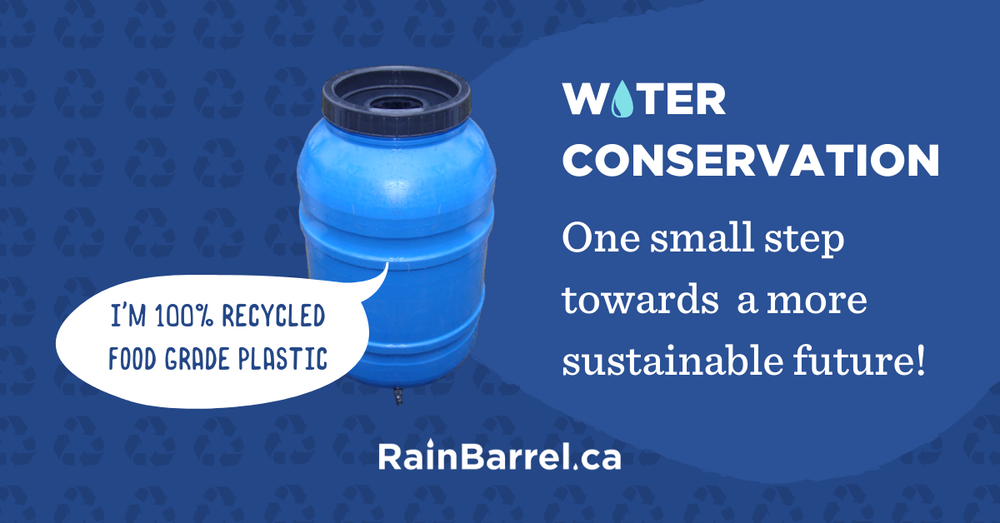 WATER
CONSERVATION
One small step
towards  a more
sustainable future!
I'M 100% RECYCLED
FOOD GRADE PLASTIC
RainBarrel.ca